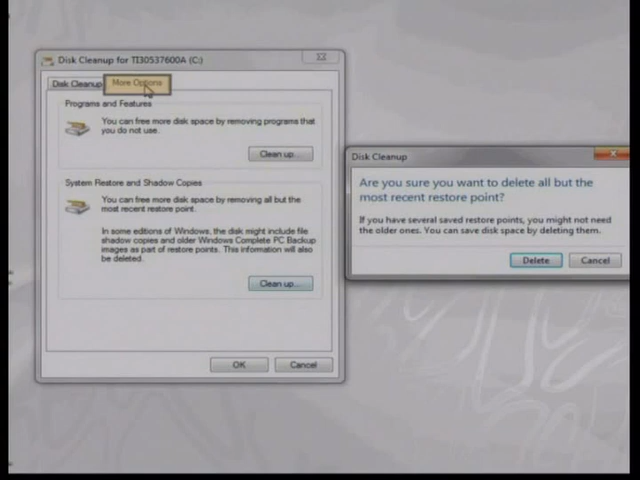 Disk Cleanup for TI30537600A (C:)
Disk Cleanup
More Options
Programs and Features
You can free more disk space by removing programs that
you do not use.
Clean up...
System Restore and Shadow Copies
You can free more disk space by removing all but the
most recent restore point.
In some editions of Windows, the disk might include file
shadow copies and older Windows Complete PC Backup
images as part of restore points. This information will also
be deleted.
Clean up...
OK
Cancel
Disk Cleanup
Are you sure you want to delete all but the
most recent restore point?
If you have several saved restore points, you might not need
the older ones. You can save disk space by deleting them.
Delete
Cancel